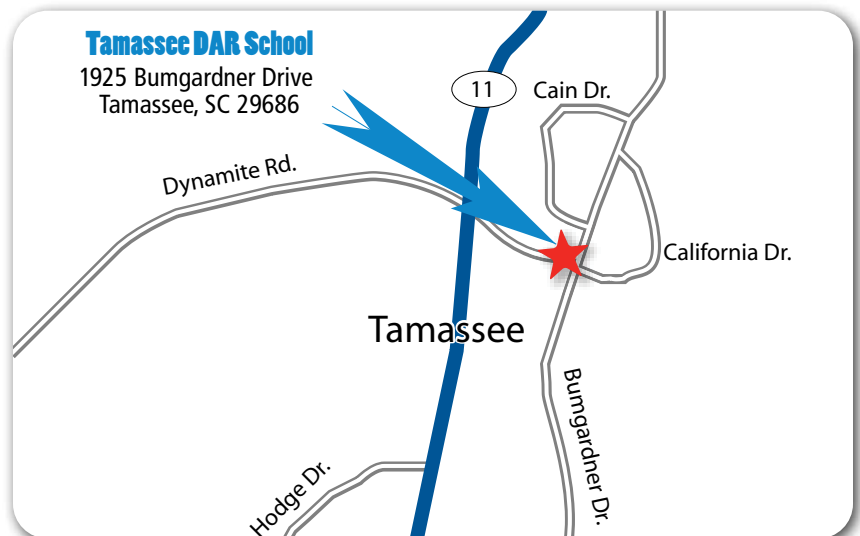 Tamassee DAR School
1925 Bumgardner Drive
Tamassee, SC 29686
11
Cain Dr.
Dynamite Rd.
California Dr.
Tamassee
Bumgardner Dr.
Hodge Dr.